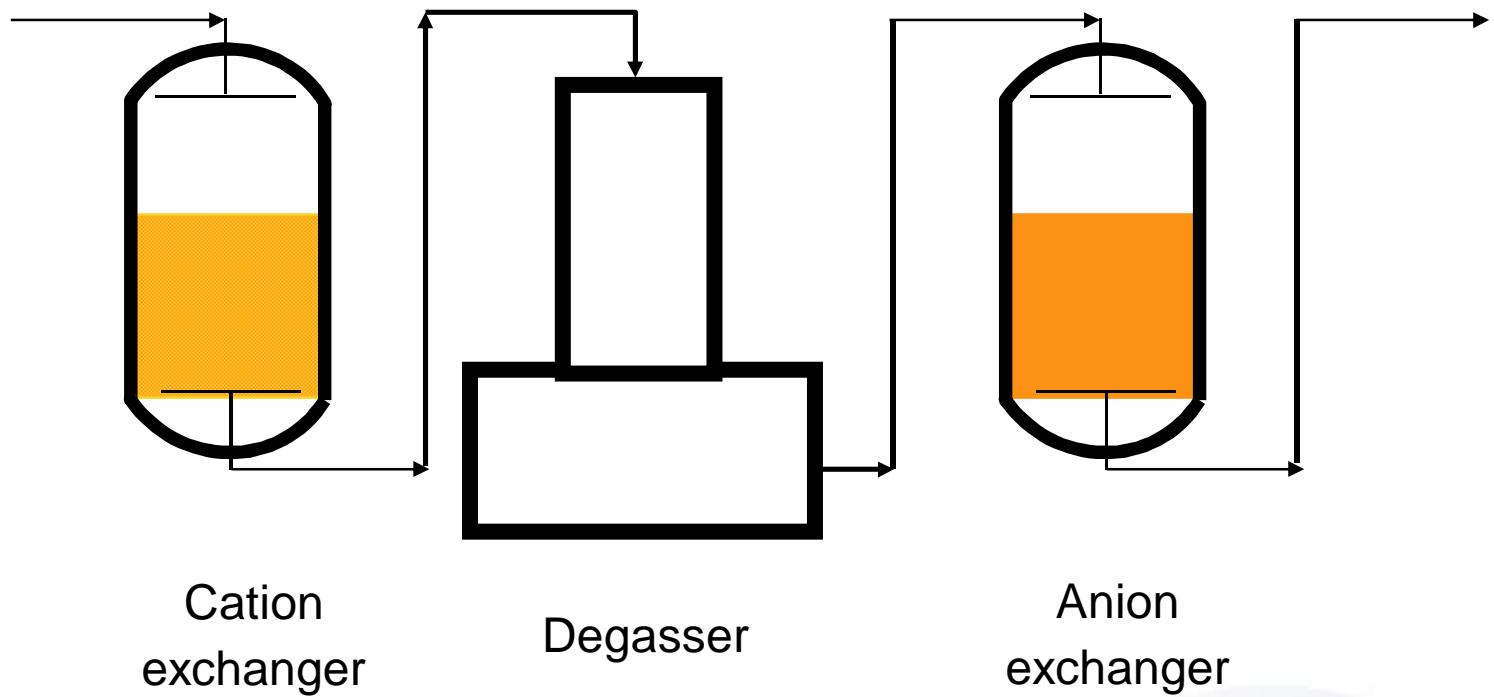 Cation
exchanger
Degasser
Anion
exchanger